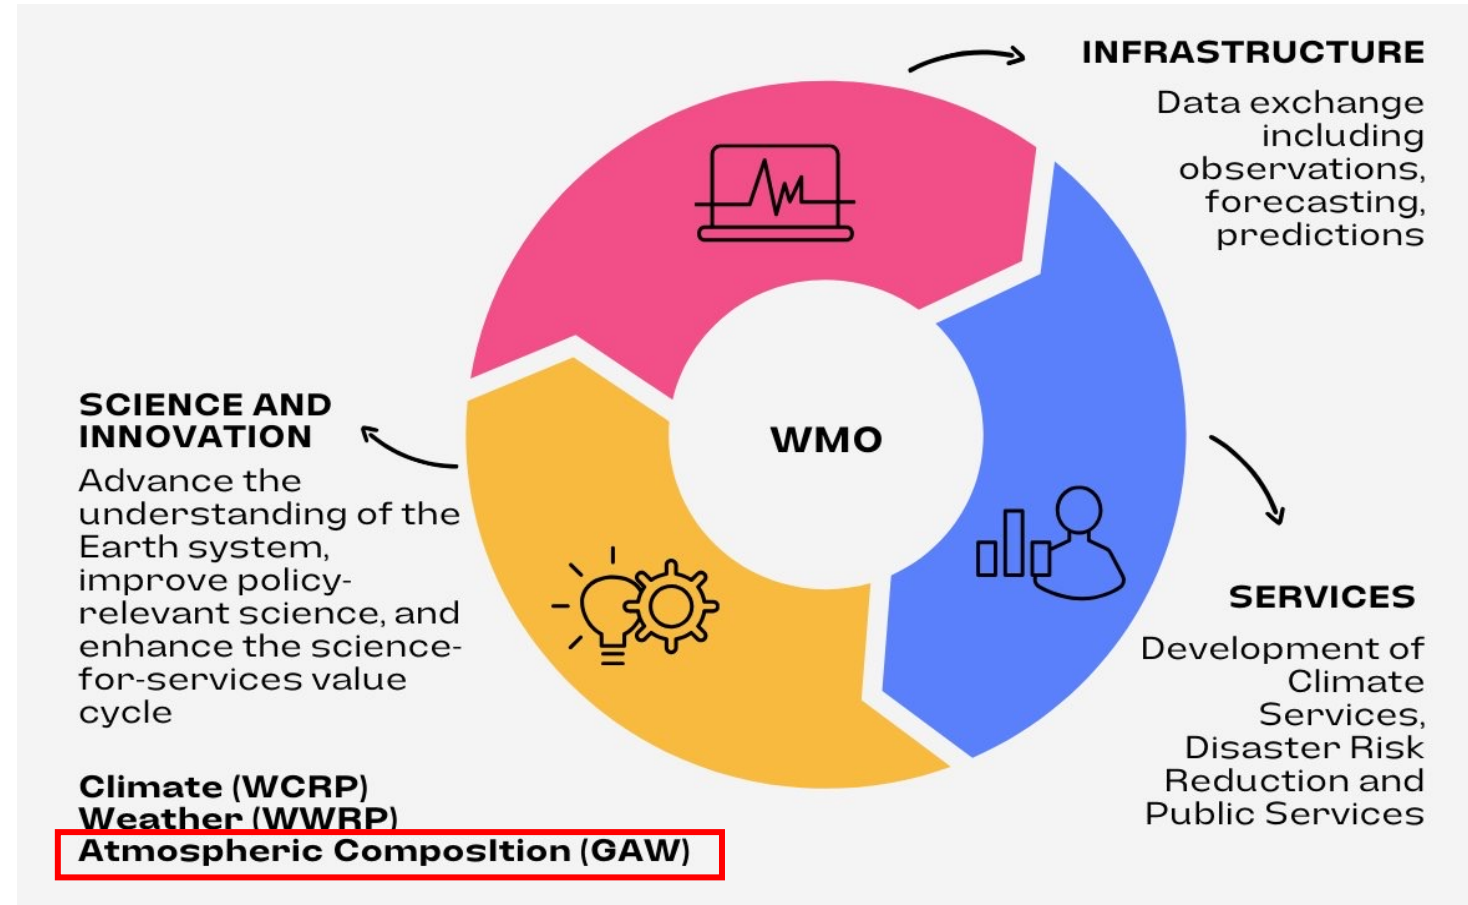 INFRASTRUCTURE
Data exchange
including
observations,
forecasting,
predictions
SCIENCE AND
INNOVATION
Advance the
understanding of the
Earth system,
improve policy-
relevant science, and
enhance the science-
for-services value
cycle
Climate (WCRP)
Weather (WWRP)
Atmospheric ComposItion (GAW)
WMO
SERVICES
Development of
Climate
Services,
Disaster Risk
Reduction and
Public Services